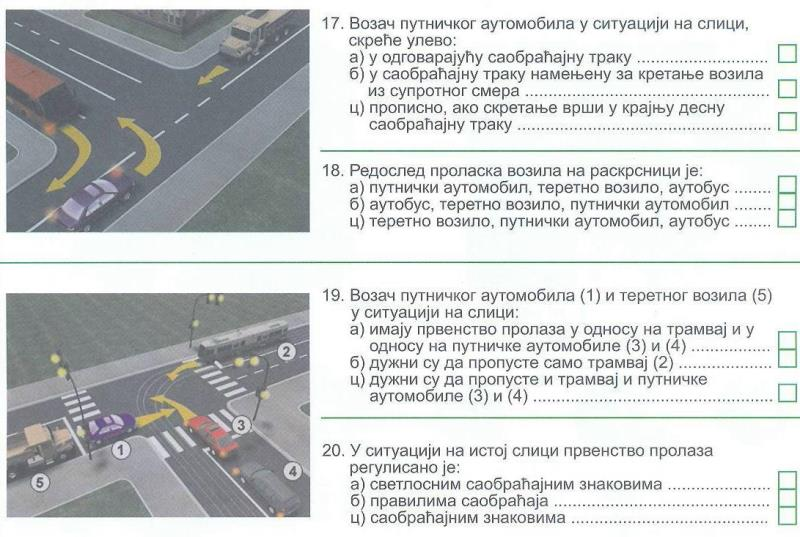 17. Возач путничког аутомобила у ситуацији на слици,
скреће улево:
а) у одговарајућу саобраћајну траку ....................
б) у саобраћајну траку намењену за кретање возила
из супротног смера .....................................
ц) прописно, ако скретање врши у крајњу десну
саобраћајну траку ......................................
18. Редослед проласка возила на раскрсници је:
а) путнички аутомобил, теретно возило, аутобус ........
б) аутобус, теретно возило, путнички аутомобил ........
ц) теретно возило, путнички аутомобил, аутобус ........
19. Возач путничког аутомобила (1) и теретног возила (5)
у ситуацији на слици:
а) имају првенство пролаза у односу на трамвај и у
односу на путничке аутомобиле (3) и (4) ............
б) дужни су да пропусте само трамвај (2) ...............
ц) дужни су да пропусте и трамвај и путничке
аутомобиле (3) и (4) ...................................
20. У ситуацији на истој слици првенство пролаза
регулисано је:
а) светлосним саобраћајним знаковима ..................
б) правилима саобраћаја ................................
ц) саобраћајним знаковима ..............................
2
3
1
4
5